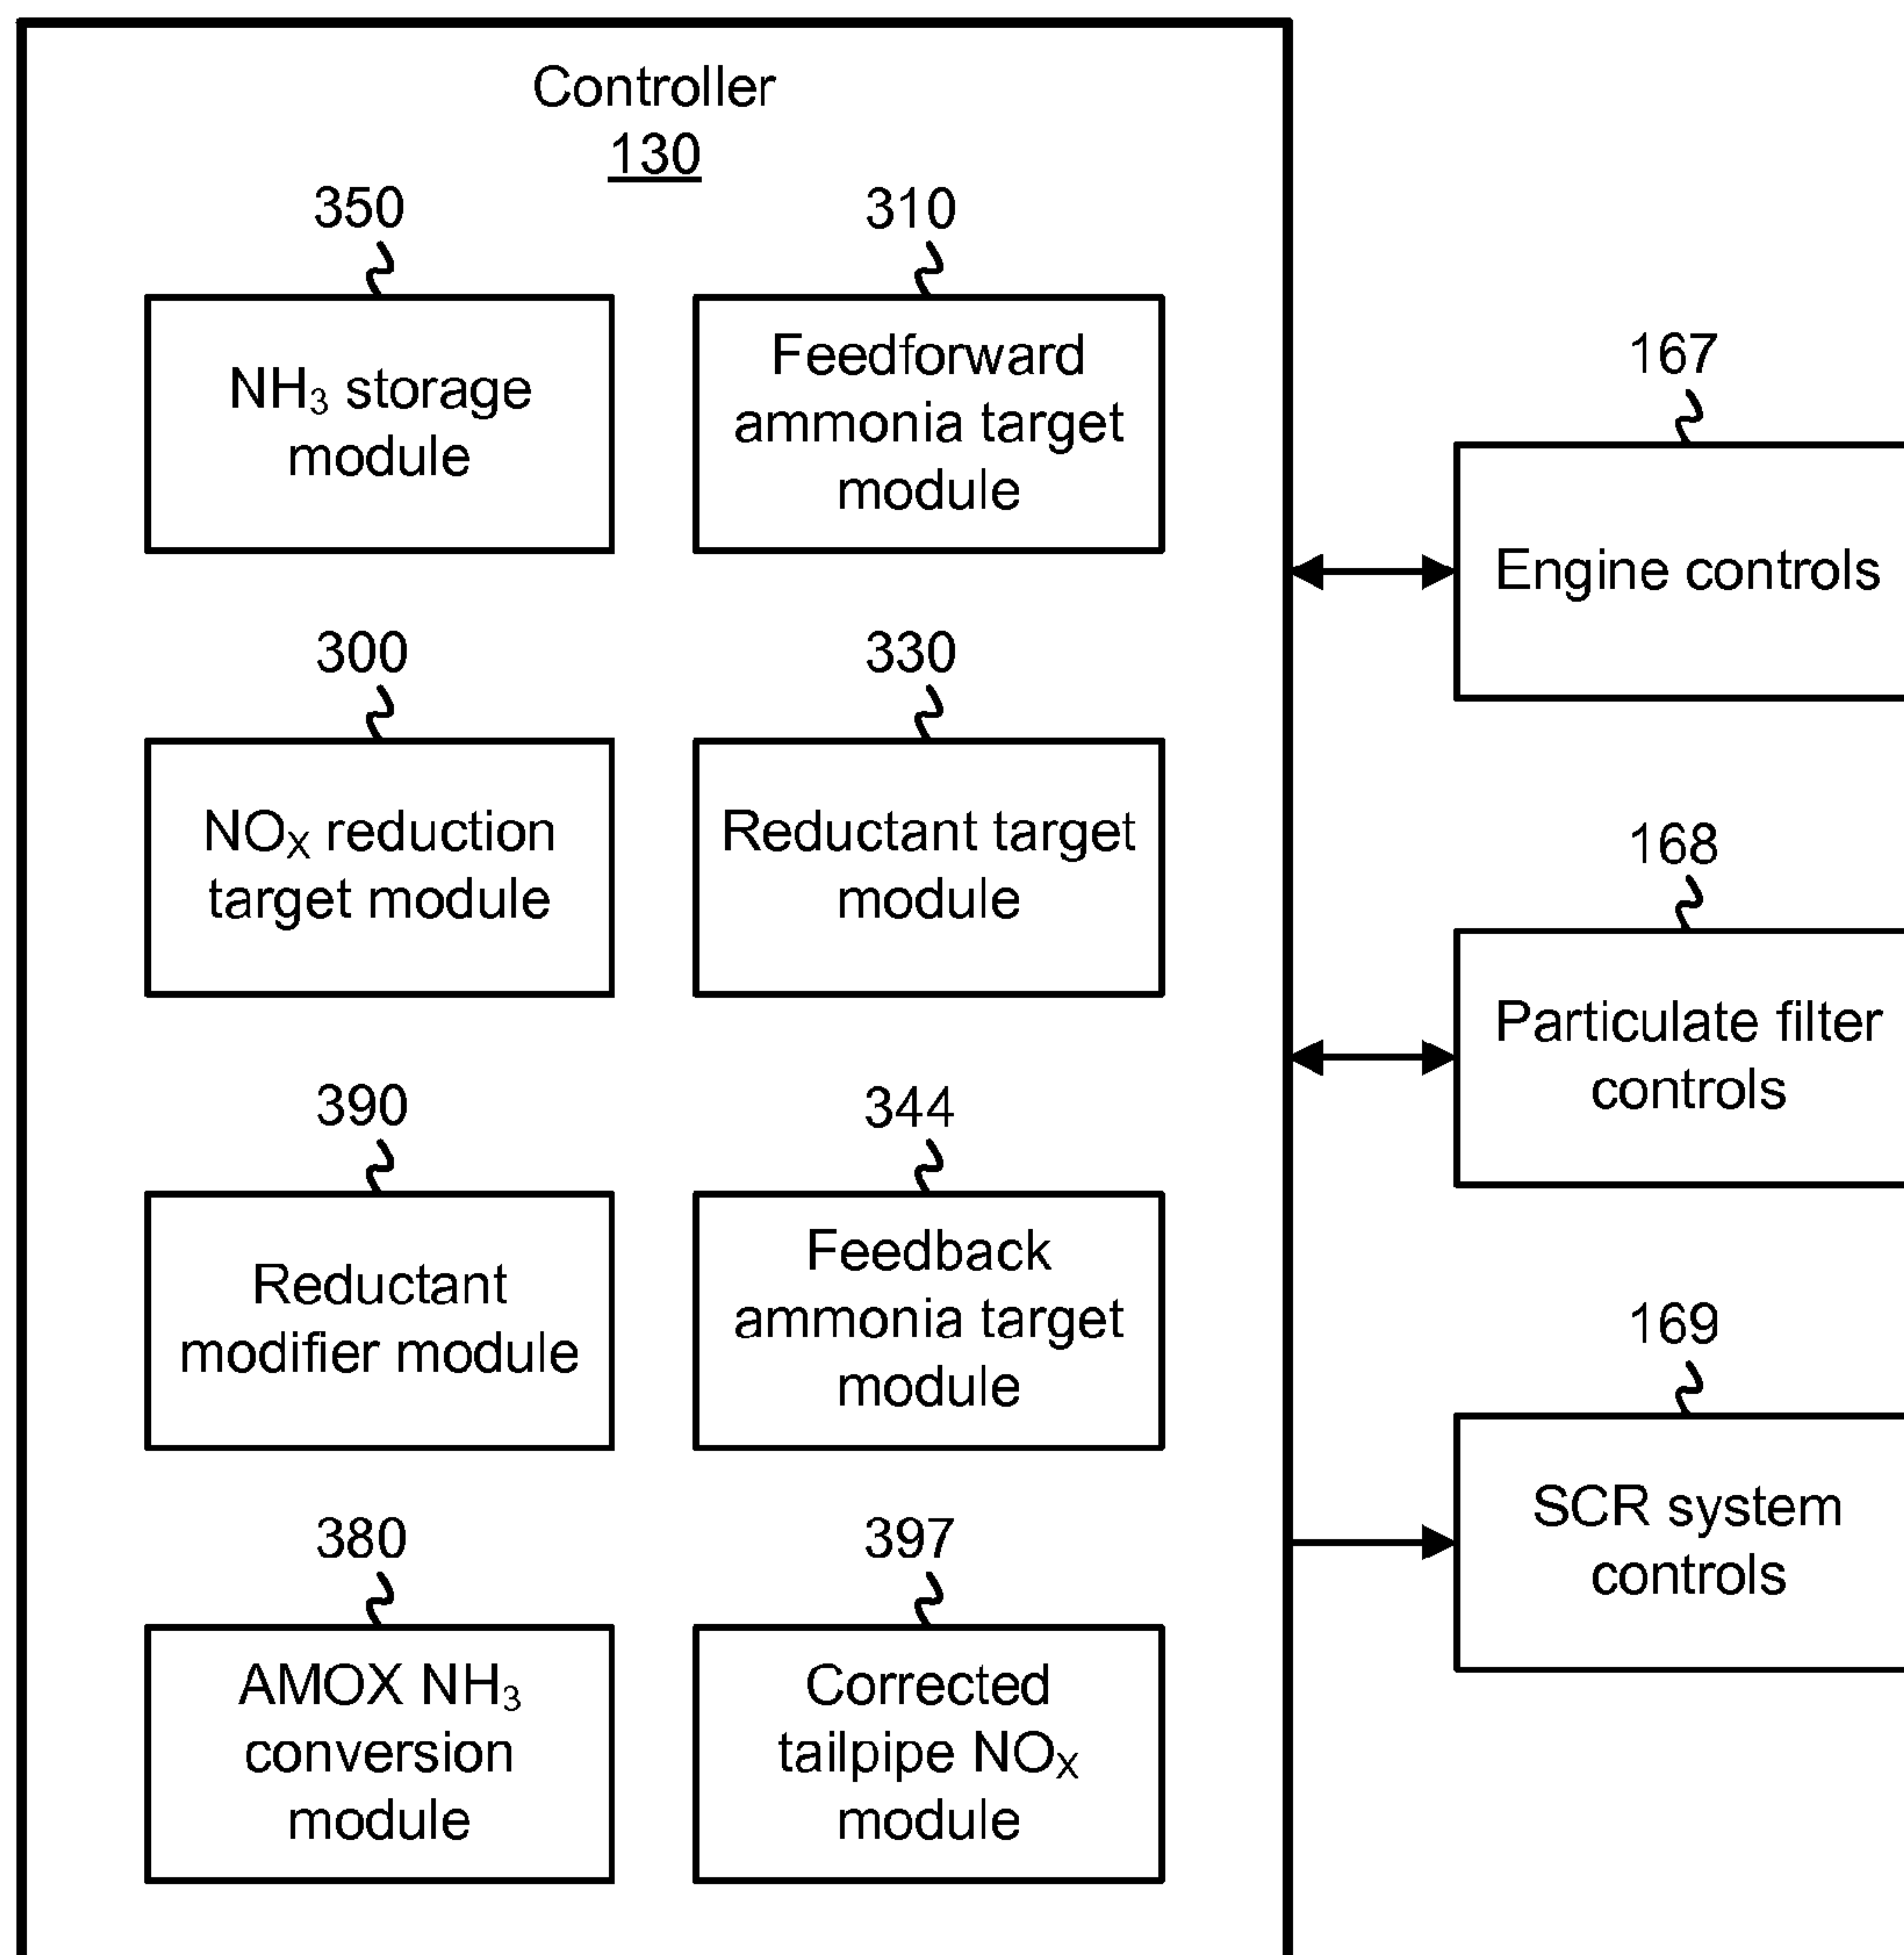 Controller
130
350
NH₃ storage
module
310
Feedforward
ammonia target
module
300
NOX reduction
target module
330
Reductant target
module
390
Reductant
modifier module
344
Feedback
ammonia target
module
380
AMOX NH₃
conversion
module
397
Corrected
tailpipe NOX
module
167
Engine controls
168
Particulate filter
controls
169
SCR system
controls